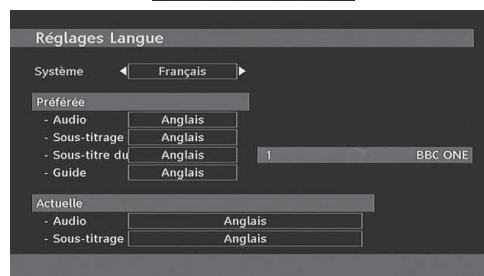 Réglages Langue
Système Français
Préférée
- Audio Anglais
- Sous-titrage Anglais
- Sous-titre du Anglais 1 BBC ONE
- Guide Anglais
Actuelle
- Audio Anglais
- Sous-titrage Anglais